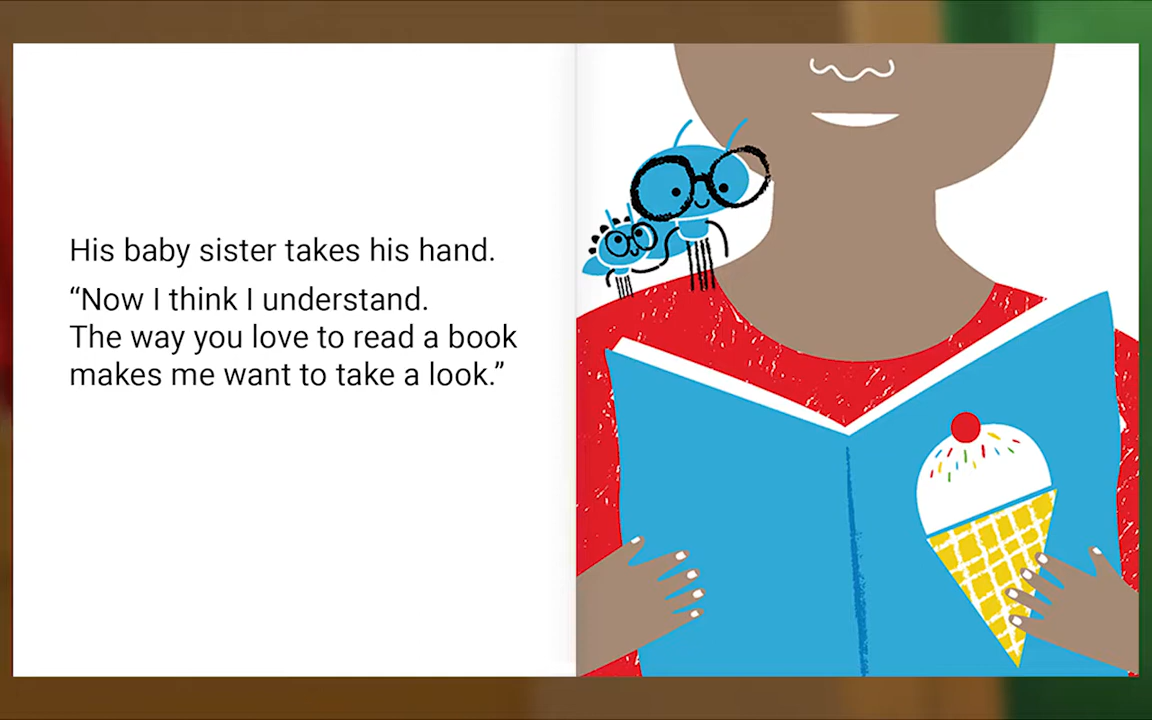 His baby sister takes his hand.
“Now I think I understand.
The way you love to read a book
makes me want to take a look.”